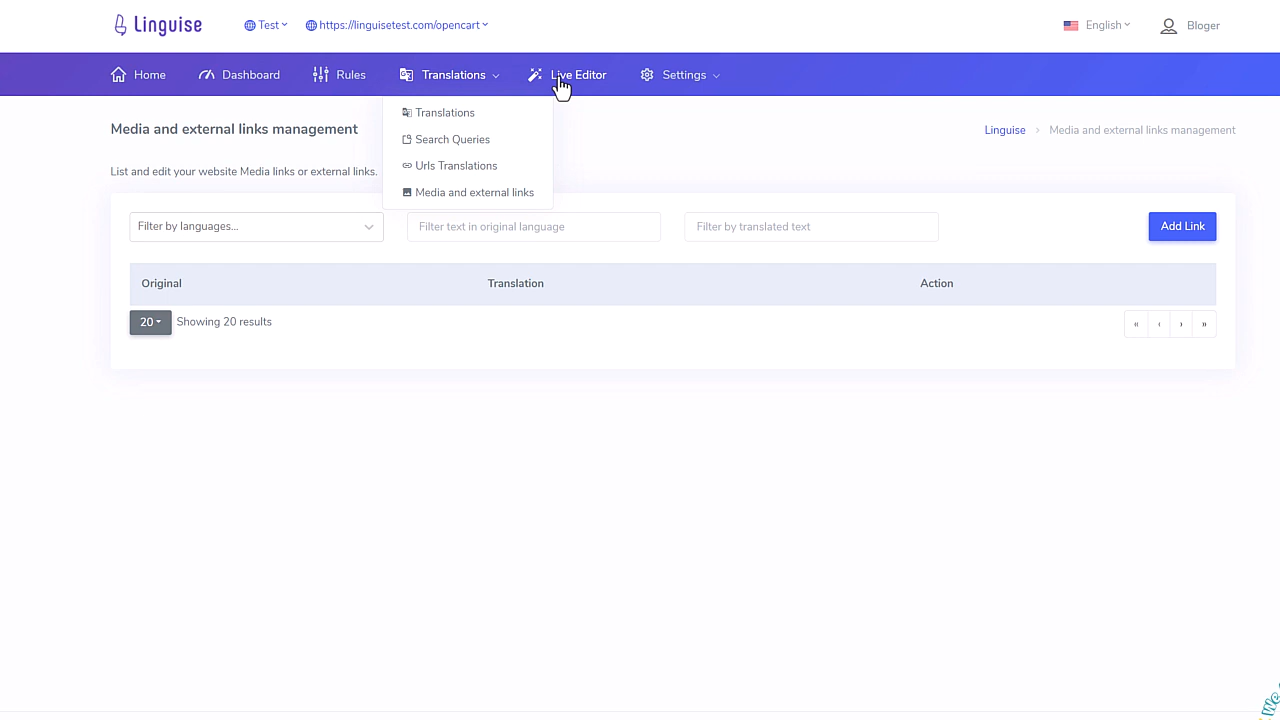 Linguise
Test
https://linguisetest.com/opencart
English
Bloger
Home
Dashboard
Rules
Translations
Live Editor
Settings
Translations
Search Queries
Urls Translations
Media and external links
Media and external links management
Linguise > Media and external links management
List and edit your website Media links or external links.
Filter by languages...
Filter text in original language
Filter by translated text
Add Link
Original
Translation
Action
20
Showing 20 results
« ‹ › »
We